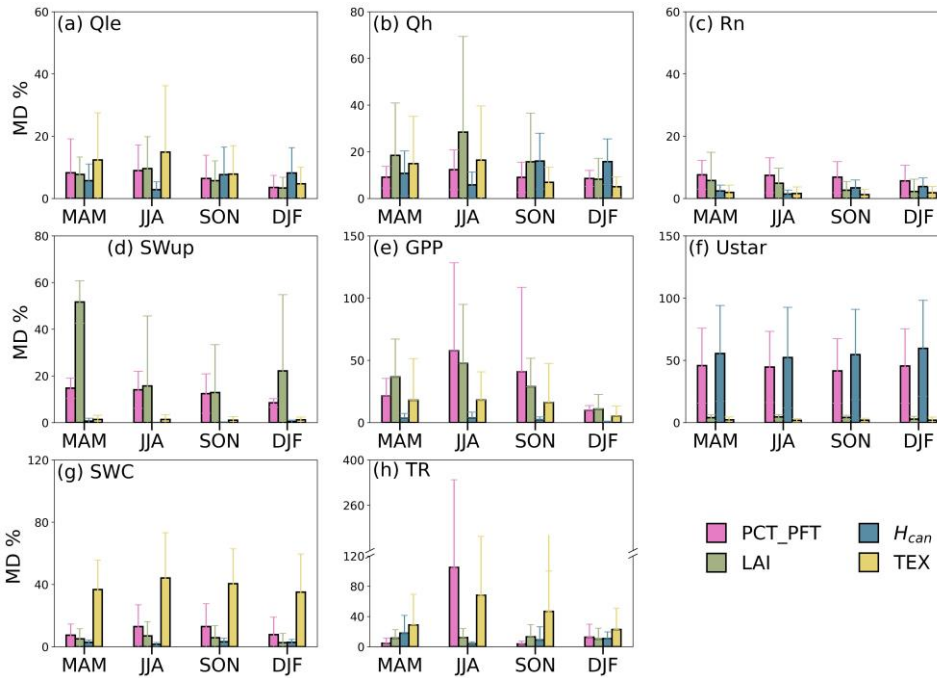 (a) Qle
(b) Qh
(c) Rn
MD %
60
40
20
0
MAM JJA SON DJF
80
60
40
20
0
MAM JJA SON DJF
60
40
20
0
MAM JJA SON DJF
(d) SWup
(e) GPP
(f) Ustar
MD %
80
60
40
20
0
MAM JJA SON DJF
150
100
50
0
MAM JJA SON DJF
150
100
50
0
MAM JJA SON DJF
(g) SWC
(h) TR
MD %
120
80
40
0
MAM JJA SON DJF
400
260
120
80
40
0
MAM JJA SON DJF
PCT_PFT
LAI
H_can
TEX